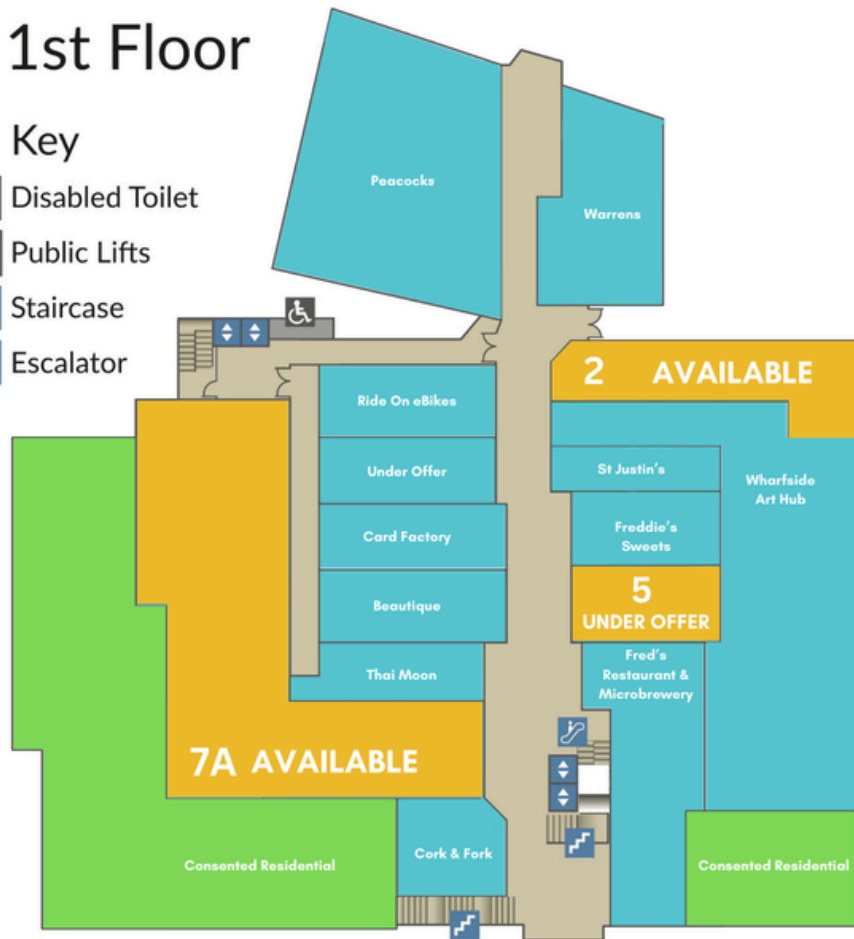 1st Floor
Key
Disabled Toilet
Public Lifts
Staircase
Escalator
Peacocks
Warrens
2 AVAILABLE
Ride On eBikes
Under Offer
St Justin's
Wharfside
Art Hub
Card Factory
Freddie's
Sweets
Beautique
5
UNDER OFFER
Thai Moon
Fred's
Restaurant &
Microbrewery
7A AVAILABLE
Cork & Fork
Consented Residential
Consented Residential